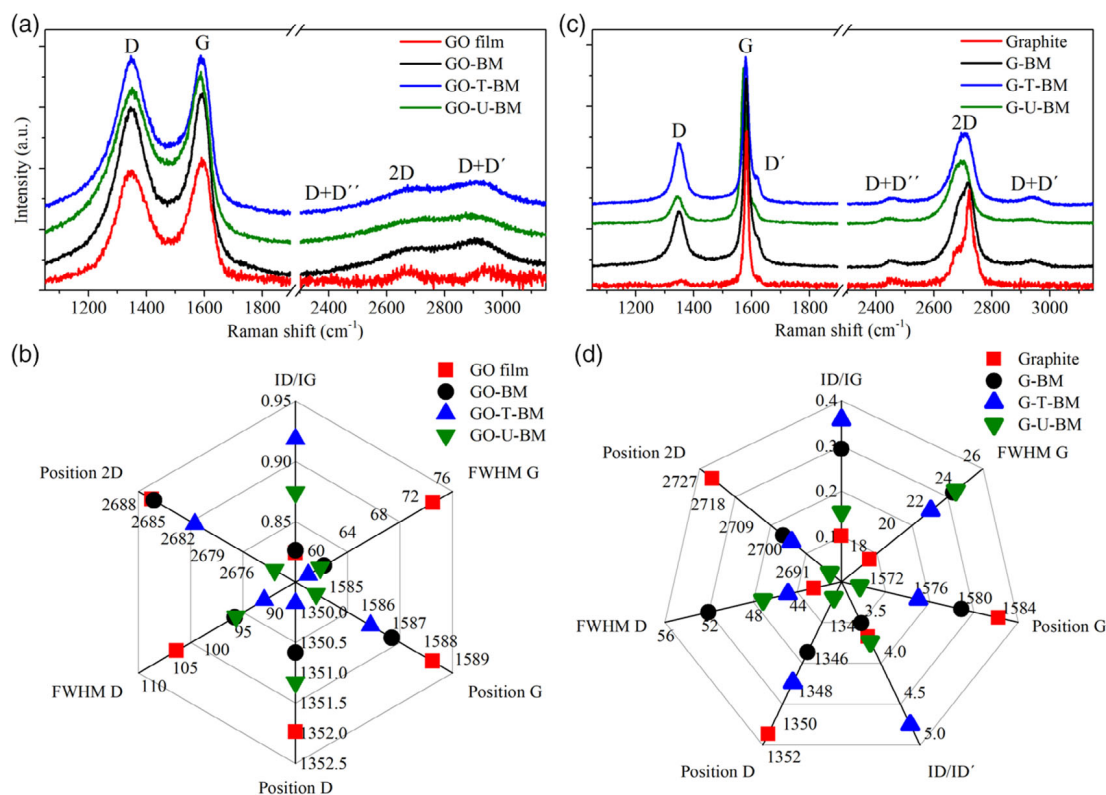 (a)
D
G
GO film
GO-BM
GO-T-BM
GO-U-BM
D+D´´
2D
D+D´
Intensity (a.u.)
1200
1400
1600
1800
2400
2600
2800
3000
Raman shift (cm-1)
(c)
G
Graphite
G-BM
G-T-BM
G-U-BM
D
D´
2D
D+D´´
D+D´
1200
1400
1600
1800
2400
2600
2800
3000
Raman shift (cm-1)
(b)
ID/IG
GO film
GO-BM
GO-T-BM
GO-U-BM
0.95
0.90
0.85
FWHM G
76
72
68
64
60
Position 2D
2688
2685
2682
2679
2676
1585
1586
1587
1588
1589
Position G
90
95
100
105
110
FWHM D
1350.0
1350.5
1351.0
1351.5
1352.0
1352.5
Position D
(d)
ID/IG
Graphite
G-BM
G-T-BM
G-U-BM
0.4
0.3
0.2
FWHM G
26
24
22
20
18
Position 2D
2727
2718
2709
2700
2691
1572
1576
1580
1584
Position G
44
48
52
56
FWHM D
3.5
4.0
4.5
5.0
ID/ID´
1346
1348
1350
1352
Position D